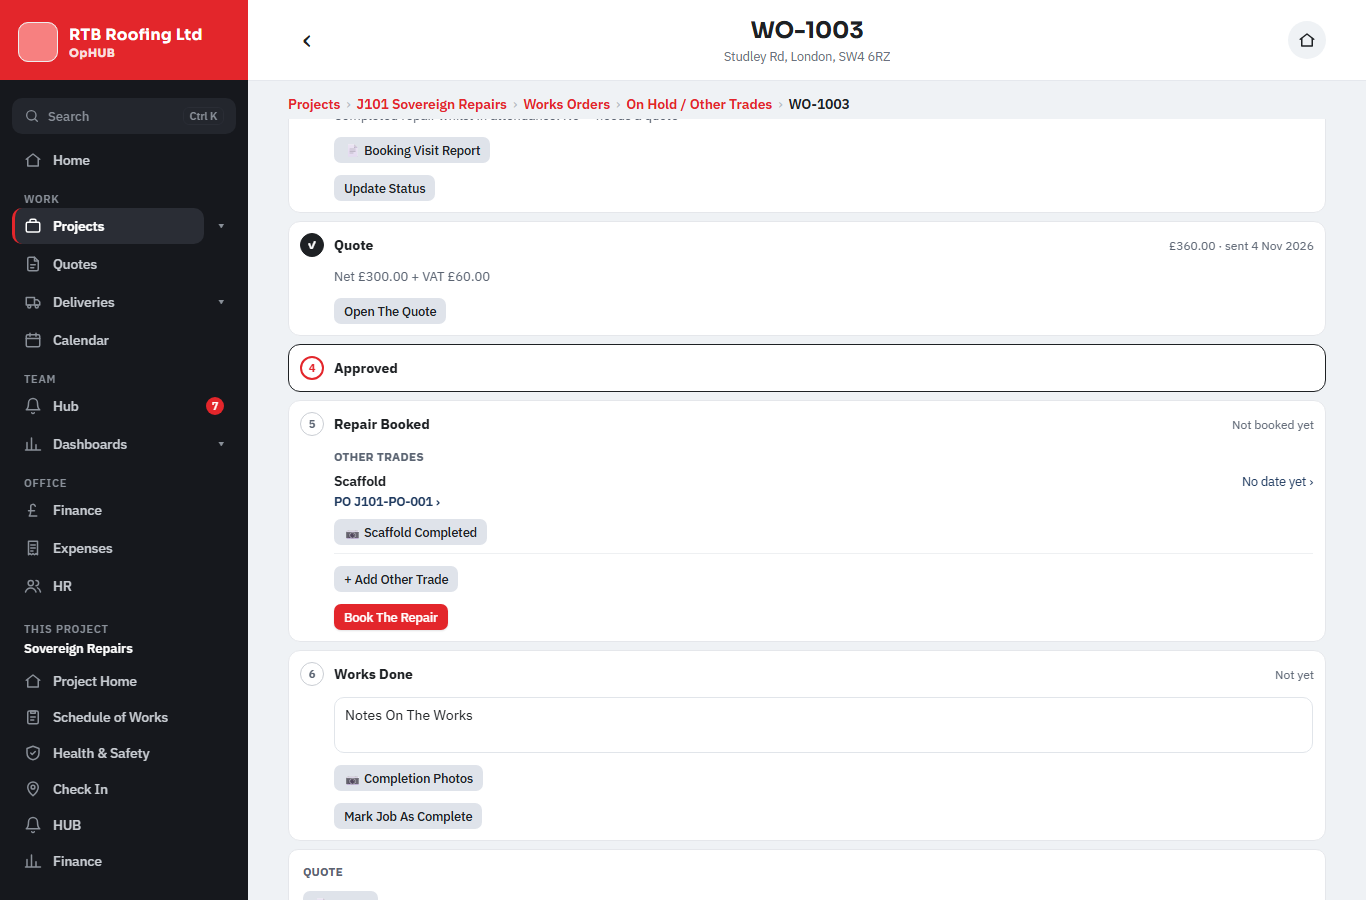 RTB Roofing Ltd
OpHUB
Search
Ctrl K
Home
WORK
Projects
Quotes
Deliveries
Calendar
TEAM
Hub
7
Dashboards
OFFICE
Finance
Expenses
HR
THIS PROJECT
Sovereign Repairs
Project Home
Schedule of Works
Health & Safety
Check In
HUB
Finance
WO-1003
Studley Rd, London, SW4 6RZ
Projects › J101 Sovereign Repairs › Works Orders › On Hold / Other Trades › WO-1003
Booking Visit Report
Update Status
Quote
£360.00 · sent 4 Nov 2026
Net £300.00 + VAT £60.00
Open The Quote
4 Approved
5 Repair Booked
Not booked yet
OTHER TRADES
Scaffold
No date yet ›
PO J101-PO-001 ›
Scaffold Completed
+ Add Other Trade
Book The Repair
6 Works Done
Not yet
Notes On The Works
Completion Photos
Mark Job As Complete
QUOTE